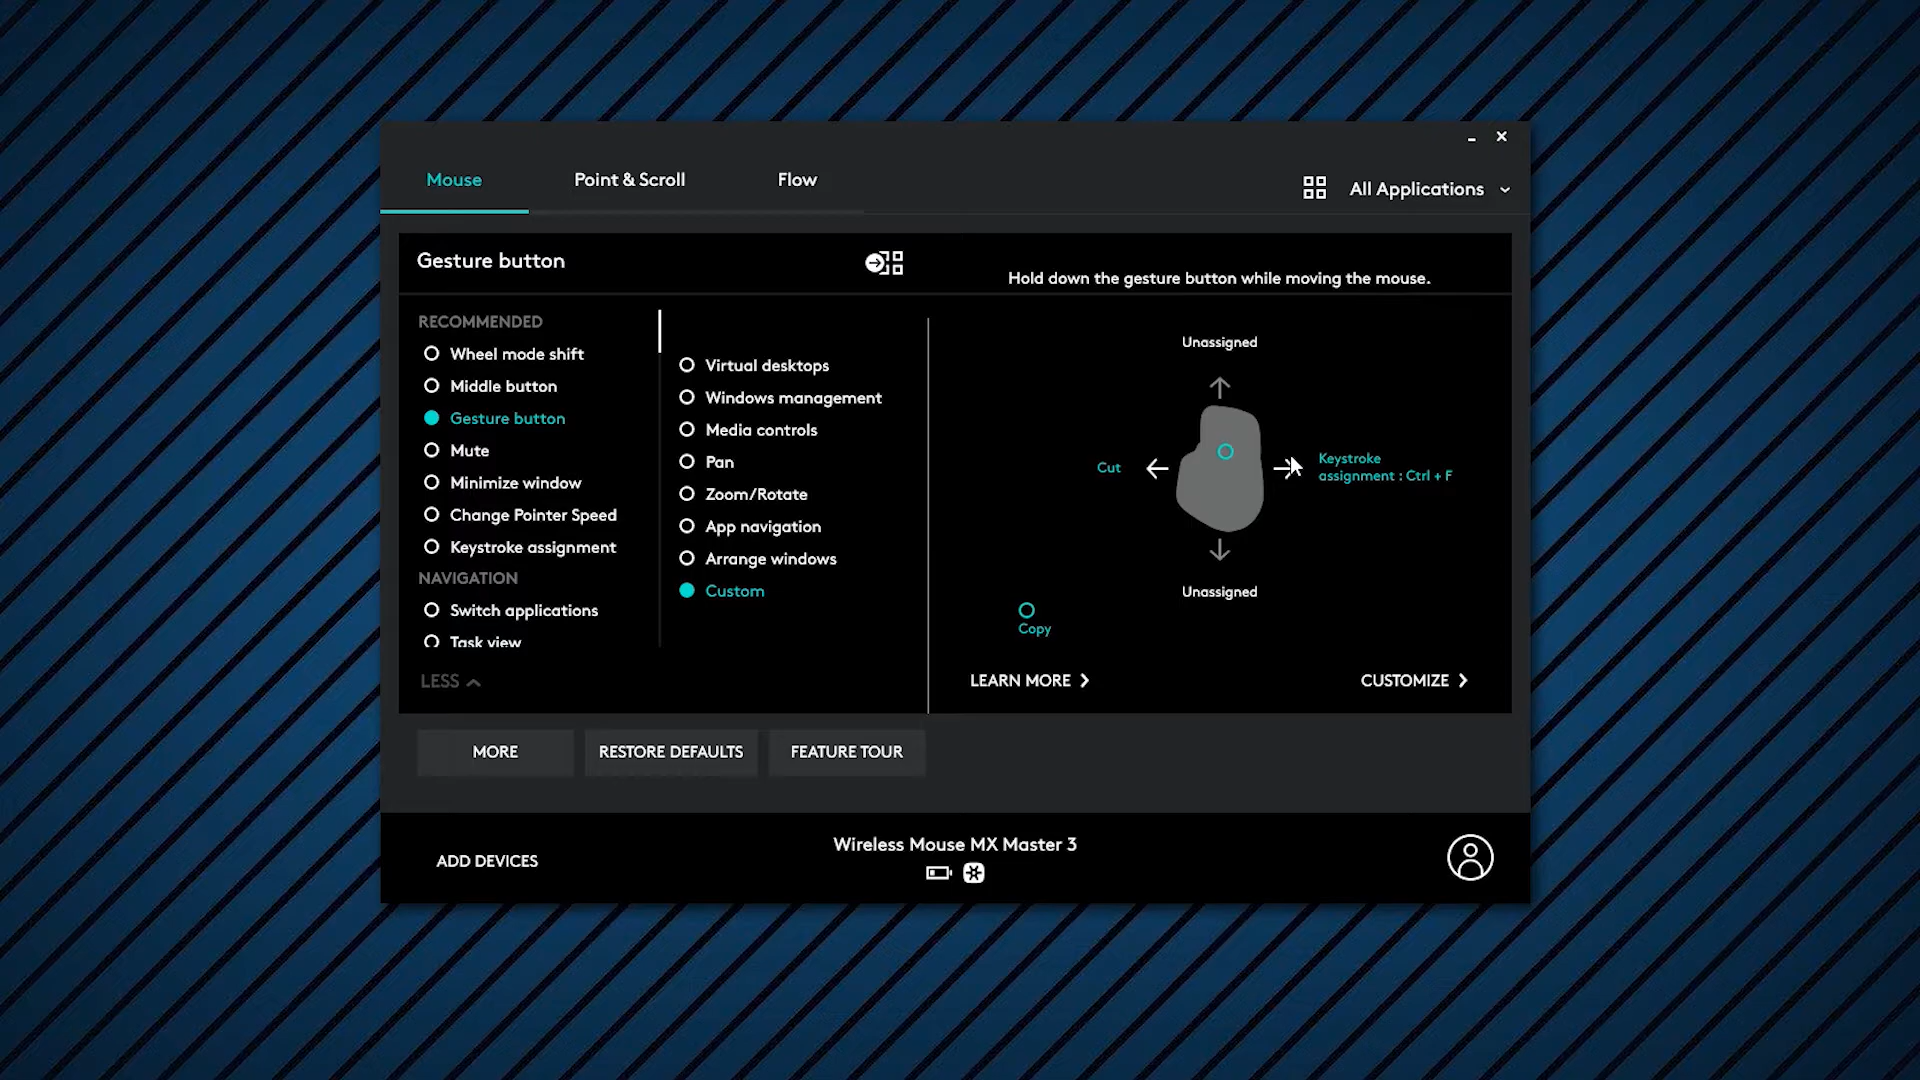 Mouse
Point & Scroll
Flow
All Applications
Gesture button
Hold down the gesture button while moving the mouse.
RECOMMENDED
Wheel mode shift
Middle button
Gesture button
Mute
Minimize window
Change Pointer Speed
Keystroke assignment
NAVIGATION
Switch applications
Task view
LESS
Virtual desktops
Windows management
Media controls
Pan
Zoom/Rotate
App navigation
Arrange windows
Custom
Unassigned
Cut
Keystroke
assignment : Ctrl + F
Unassigned
Copy
LEARN MORE
CUSTOMIZE
MORE
RESTORE DEFAULTS
FEATURE TOUR
ADD DEVICES
Wireless Mouse MX Master 3